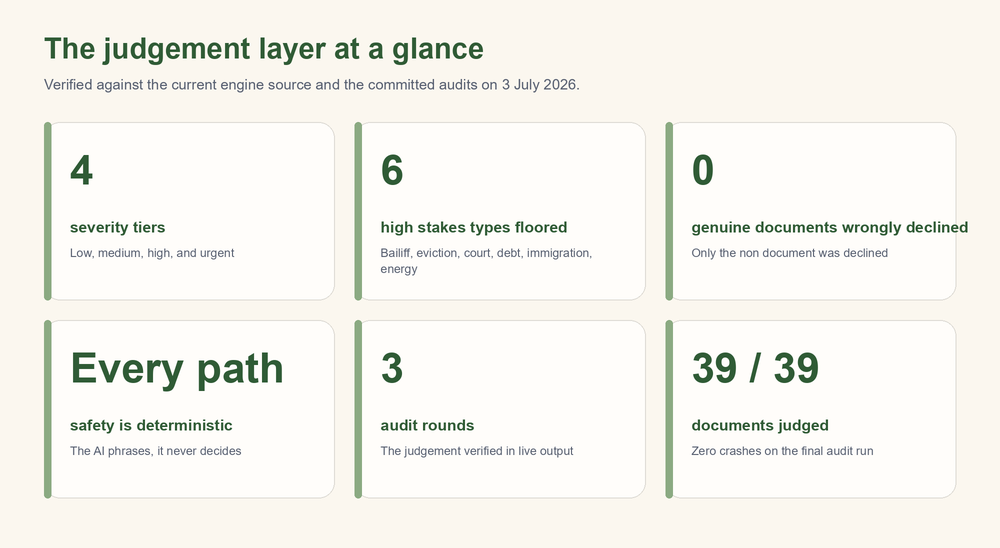 The judgement layer at a glance
Verified against the current engine source and the committed audits on 3 July 2026.
4
severity tiers
Low, medium, high, and urgent
6
high stakes types floored
Bailiff, eviction, court, debt, immigration,
energy
0
genuine documents wrongly declined
Only the non document was declined
Every path
safety is deterministic
The AI phrases, it never decides
3
audit rounds
The judgement verified in live output
39 / 39
documents judged
Zero crashes on the final audit run